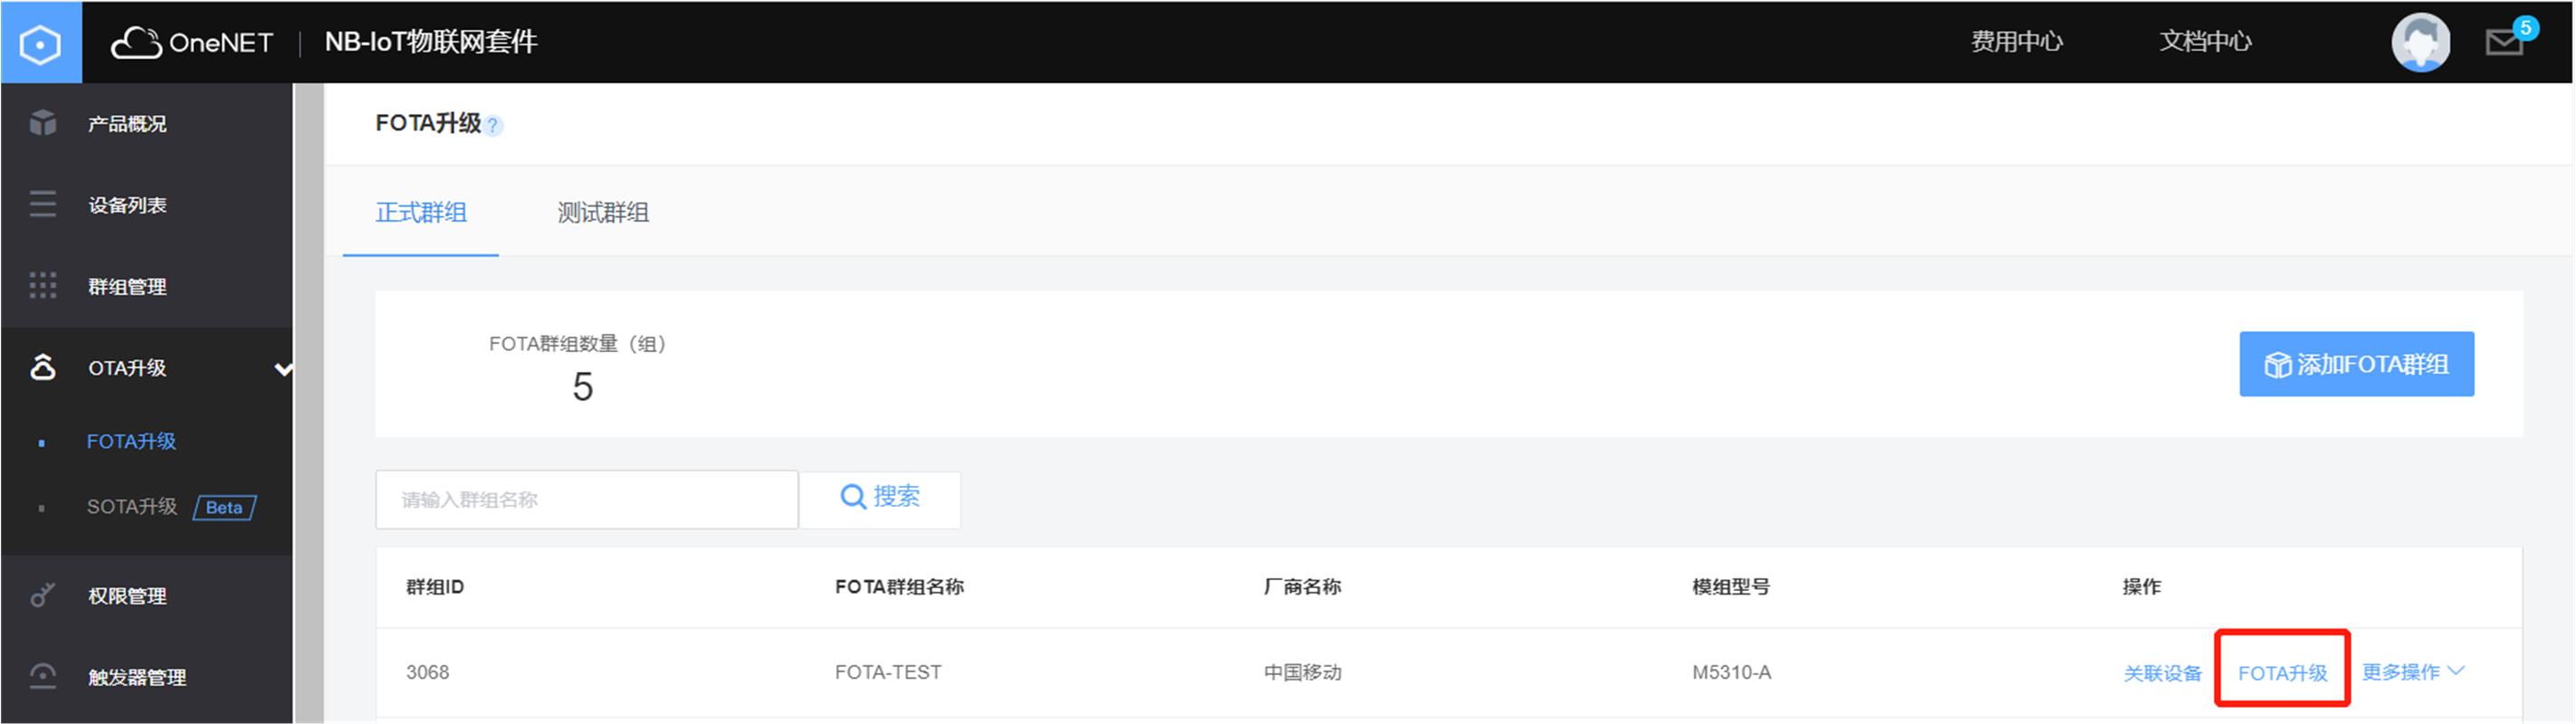 OneNET | NB-IoT物联网套件 费用中心 文档中心 5
产品概况
设备列表
群组管理
OTA升级
FOTA升级
SOTA升级 Beta
权限管理
触发器管理
FOTA升级 ?
正式群组 测试群组
FOTA群组数量（组）
5
添加FOTA群组
请输入群组名称 搜索
群组ID FOTA群组名称 厂商名称 模组型号 操作
3068 FOTA-TEST 中国移动 M5310-A 关联设备 FOTA升级 更多操作